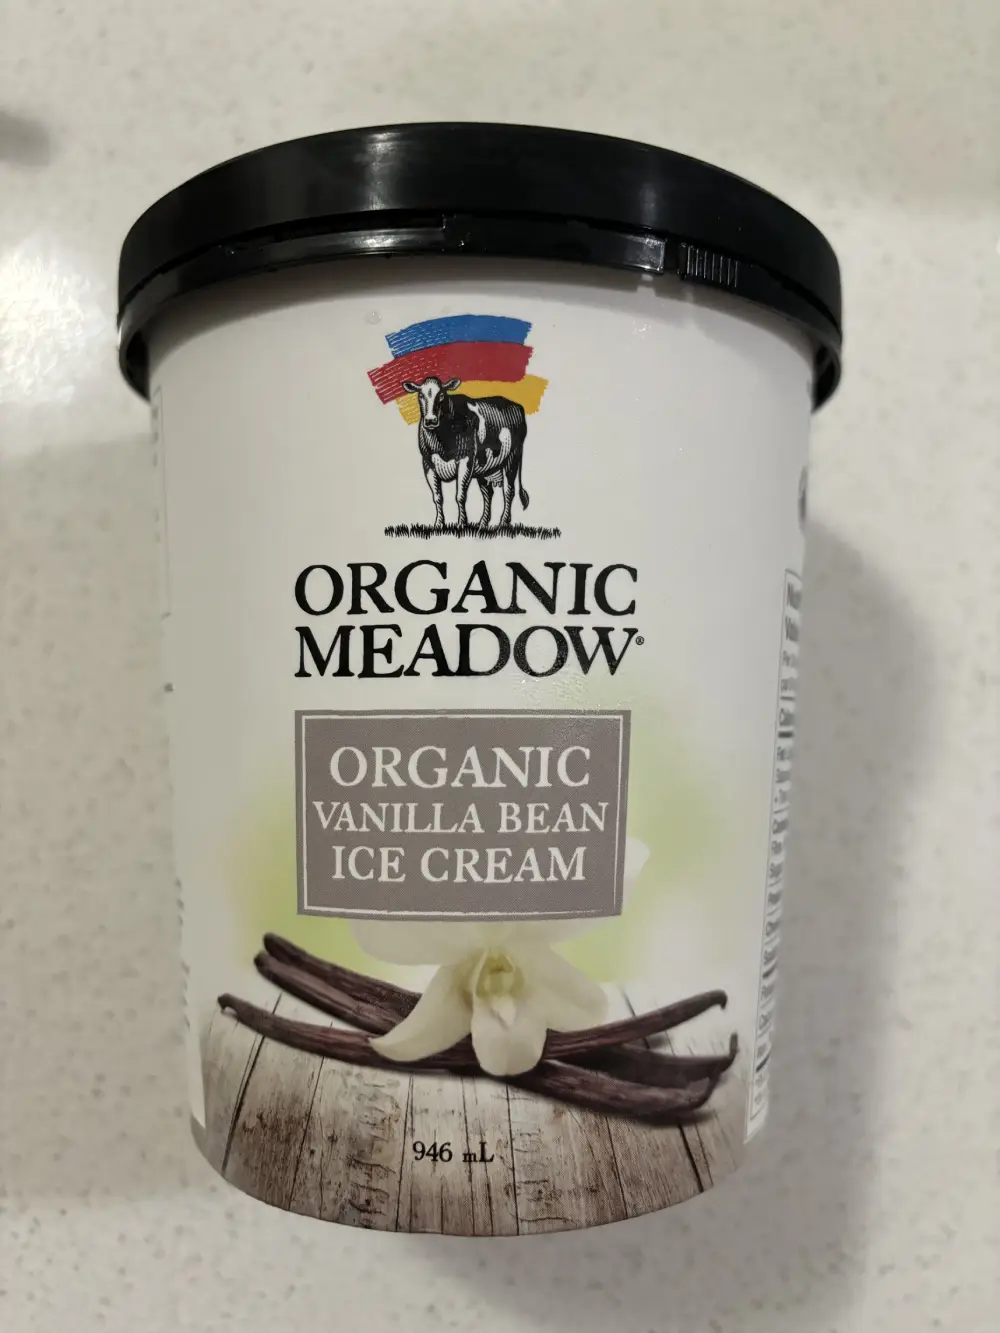 ORGANIC
MEADOW®
ORGANIC
VANILLA BEAN
ICE CREAM
946 mL